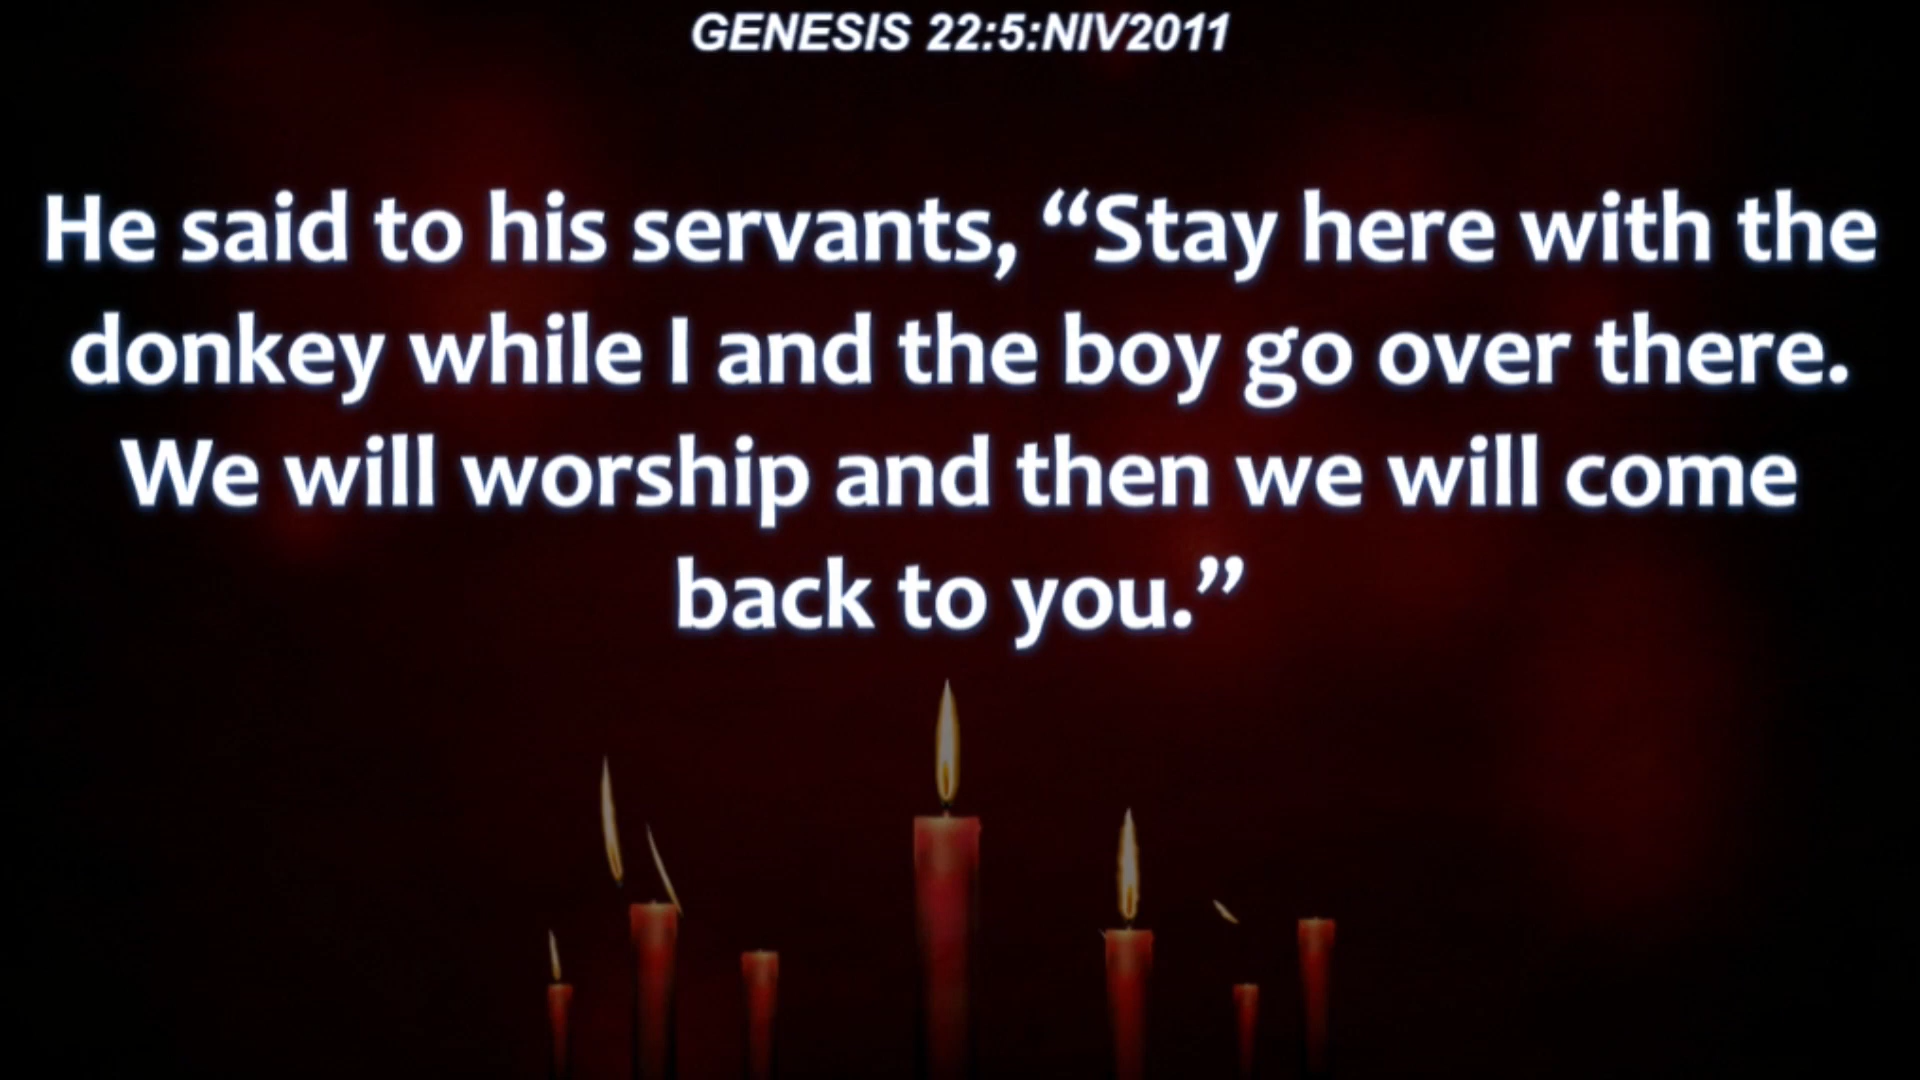 GENESIS 22:5:NIV2011
He said to his servants, “Stay here with the
donkey while I and the boy go over there.
We will worship and then we will come
back to you.”